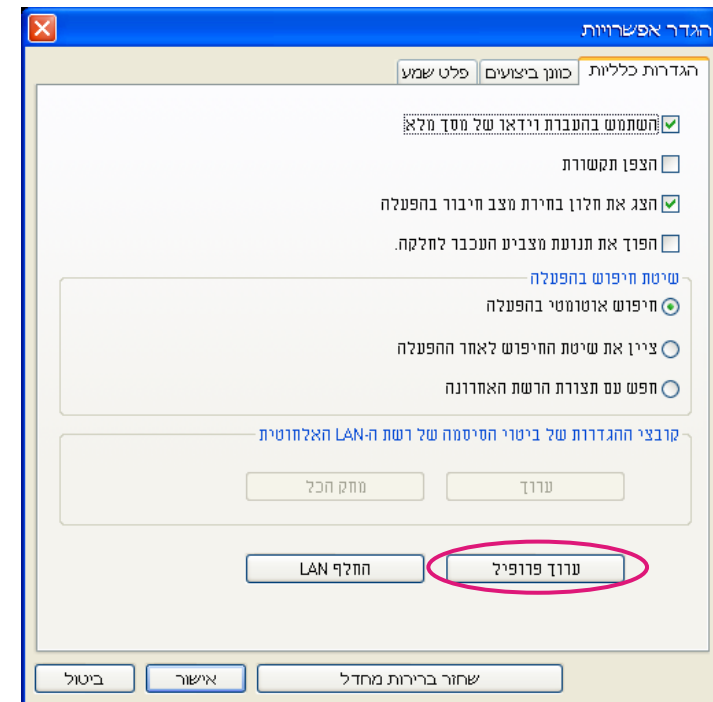 הגדר אפשרויות
הגדרות כלליות כוונן ביצועים פלט שמע
השתמש בהעברת וידאו של מסך מלא
הצפן תקשורת
הצג את חלון בחירת מצב חיבור בהפעלה
הפוך את תנועת מצביע העכבר לחלקה.
שיטת חיפוש בהפעלה
חיפוש אוטומטי בהפעלה
ציין את שיטת החיפוש לאחר ההפעלה
חפש עם תצורת הרשת האחרונה
קובצי ההגדרות של ביטוי הסיסמה של רשת ה-LAN האלחוטית
ערוך מחק הכל
ערוך פרופיל החלף LAN
שחזר ברירות מחדל אישור ביטול